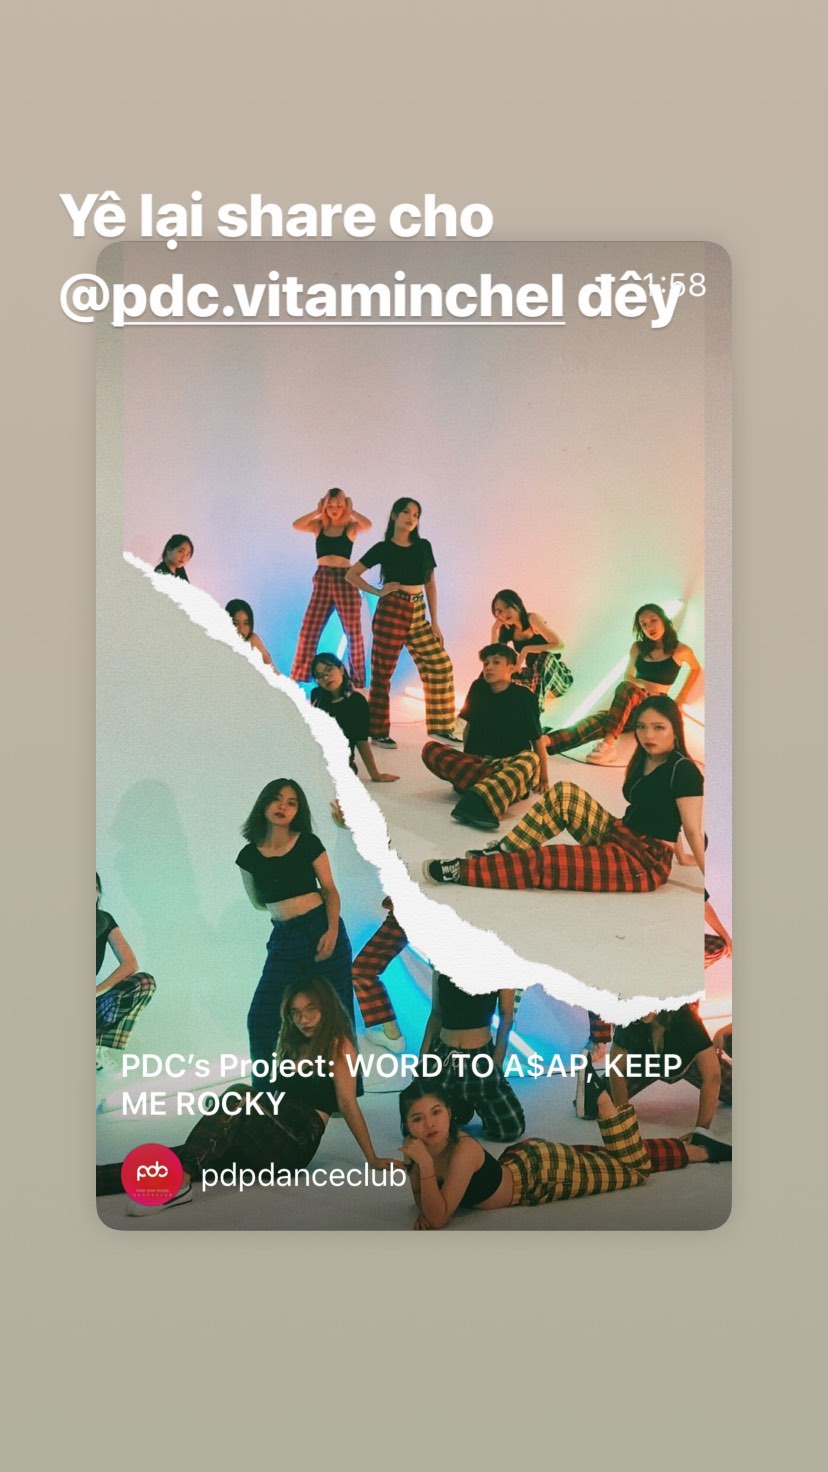 Yê lại share cho
@pdc.vitaminchel đêy
1:58
PDC’s Project: WORD TO A$AP, KEEP
ME ROCKY
pdc
pdpdanceclub